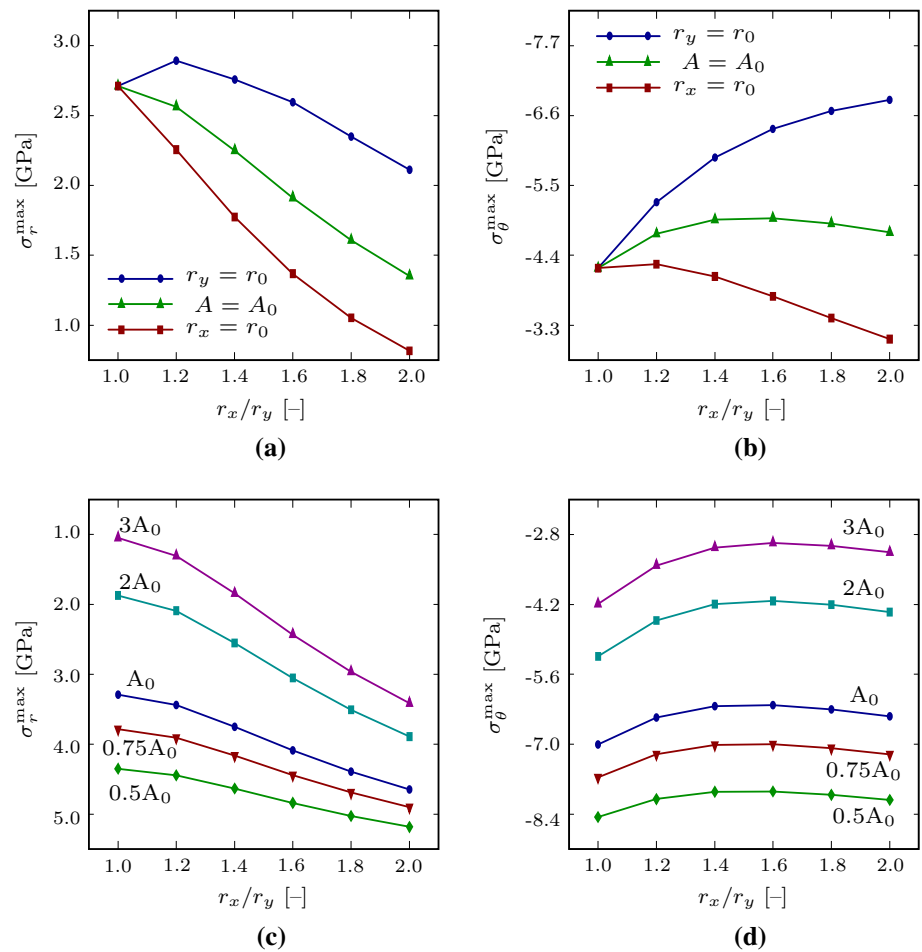 3.0
2.5
2.0
1.5
1.0
σ_r^max [GPa]
r_y = r_0
A = A_0
r_x = r_0
1.0 1.2 1.4 1.6 1.8 2.0
r_x/r_y [–]
(a)
-7.7
-6.6
-5.5
-4.4
-3.3
σ_θ^max [GPa]
r_y = r_0
A = A_0
r_x = r_0
1.0 1.2 1.4 1.6 1.8 2.0
r_x/r_y [–]
(b)
1.0
2.0
3.0
4.0
5.0
σ_r^max [GPa]
3A_0
2A_0
A_0
0.75A_0
0.5A_0
1.0 1.2 1.4 1.6 1.8 2.0
r_x/r_y [–]
(c)
-2.8
-4.2
-5.6
-7.0
-8.4
σ_θ^max [GPa]
3A_0
2A_0
A_0
0.75A_0
0.5A_0
1.0 1.2 1.4 1.6 1.8 2.0
r_x/r_y [–]
(d)